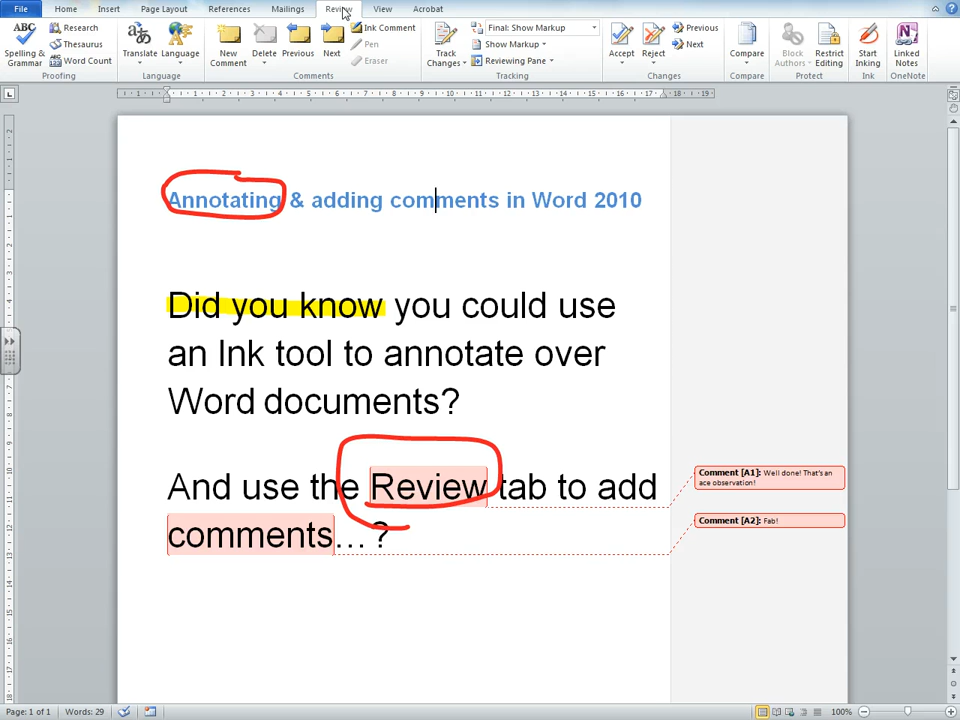 File Home Insert Page Layout References Mailings Review View Acrobat
ABC
Spelling & Grammar
Research
Thesaurus
Word Count
Proofing
Translate
Language
Language
New Comment
Delete
Previous
Next
Ink Comment
Pen
Eraser
Comments
Track Changes
Final: Show Markup
Show Markup
Reviewing Pane
Tracking
Accept
Reject
Previous
Next
Changes
Compare
Compare
Block Authors
Restrict Editing
Protect
Start Inking
Ink
Linked Notes
OneNote
Annotating & adding comments in Word 2010
Did you know you could use
an Ink tool to annotate over
Word documents?
And use the Review tab to add
comments…?
Comment [A1]: Well done! That's an
ace observation!
Comment [A2]: Fab!
Page: 1 of 1 Words: 29 100%